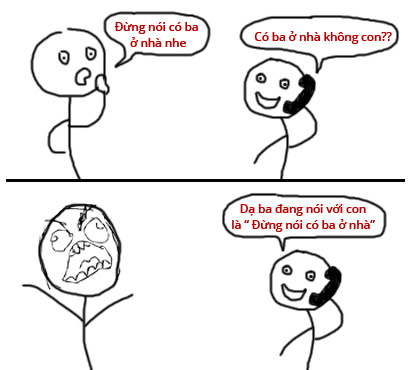 Đừng nói có ba
ở nhà nhe
Có ba ở nhà không con??
Dạ ba đang nói với con
là “ Đừng nói có ba ở nhà”